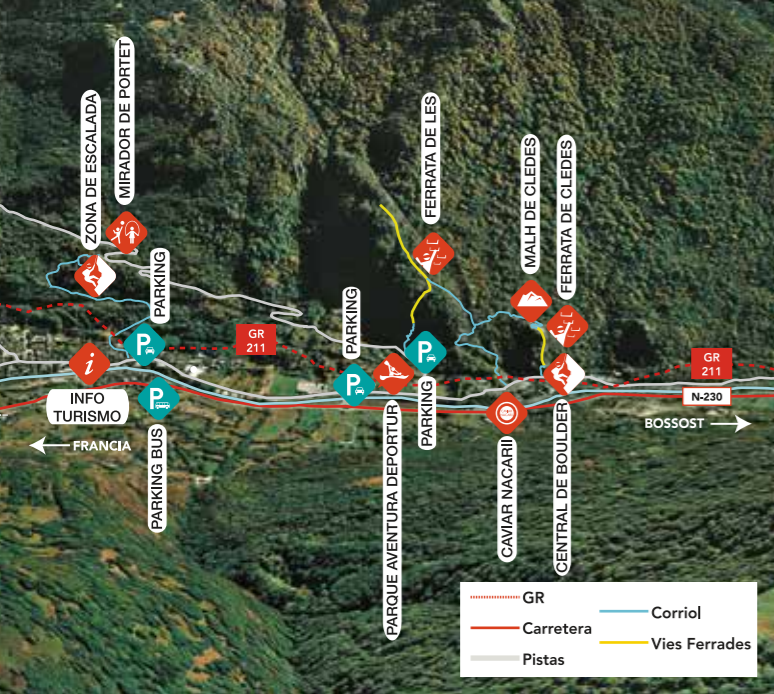 ZONA DE ESCALADA
MIRADOR DE PORTET
PARKING
FERRATA DE LES
MALH DE CLEDES
FERRATA DE CLEDES
GR
211
PARKING
GR
211
N-230
P
P
P
P
i
INFO
TURISMO
FRANCIA
PARKING BUS
PARQUE AVENTURA DEPORTUR
PARKING
CAVIAR NACARII
CENTRAL DE BOULDER
BOSSOST
GR
Carretera
Pistas
Corriol
Vies Ferrades